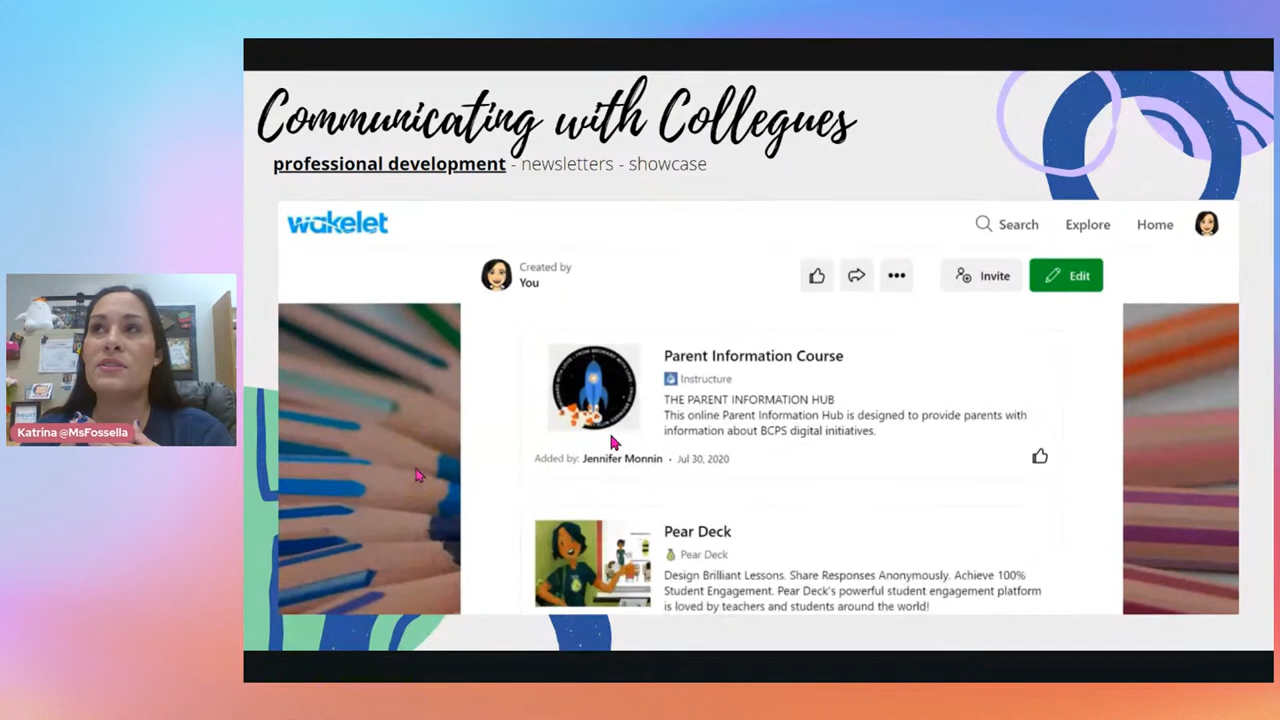 Communicating with Collegues
professional development - newsletters - showcase
wakelet
Search Explore Home
Created by
You
Invite Edit
Parent Information Course
Instructure
THE PARENT INFORMATION HUB
This online Parent Information Hub is designed to provide parents with
information about BCPS digital initiatives.
Added by: Jennifer Monnin • Jul 30, 2020
Pear Deck
Pear Deck
Design Brilliant Lessons. Share Responses Anonymously. Achieve 100%
Student Engagement. Pear Deck's powerful student engagement platform
is loved by teachers and students around the world!
Katrina @MsFossella